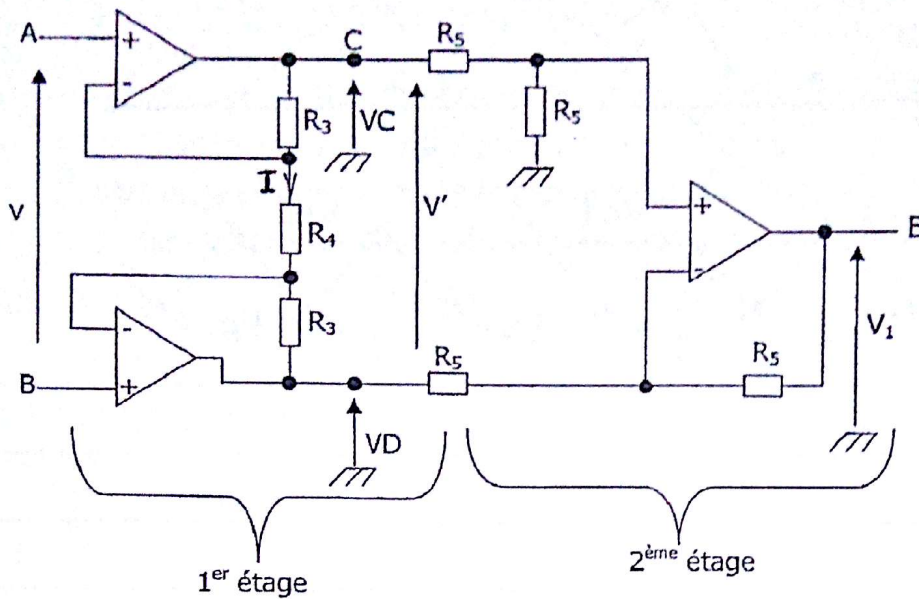 A + C R₅
- R₃ VC R₅
I
V R₄ V' + E
- - V₁
R₃ R₅
B + R₅
VD
1er étage 2ème étage